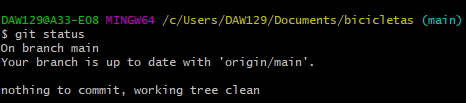 DAW129@A33-E08 MINGW64 /c/Users/DAW129/Documents/bicicletas (main)
$ git status
On branch main
Your branch is up to date with 'origin/main'.

nothing to commit, working tree clean